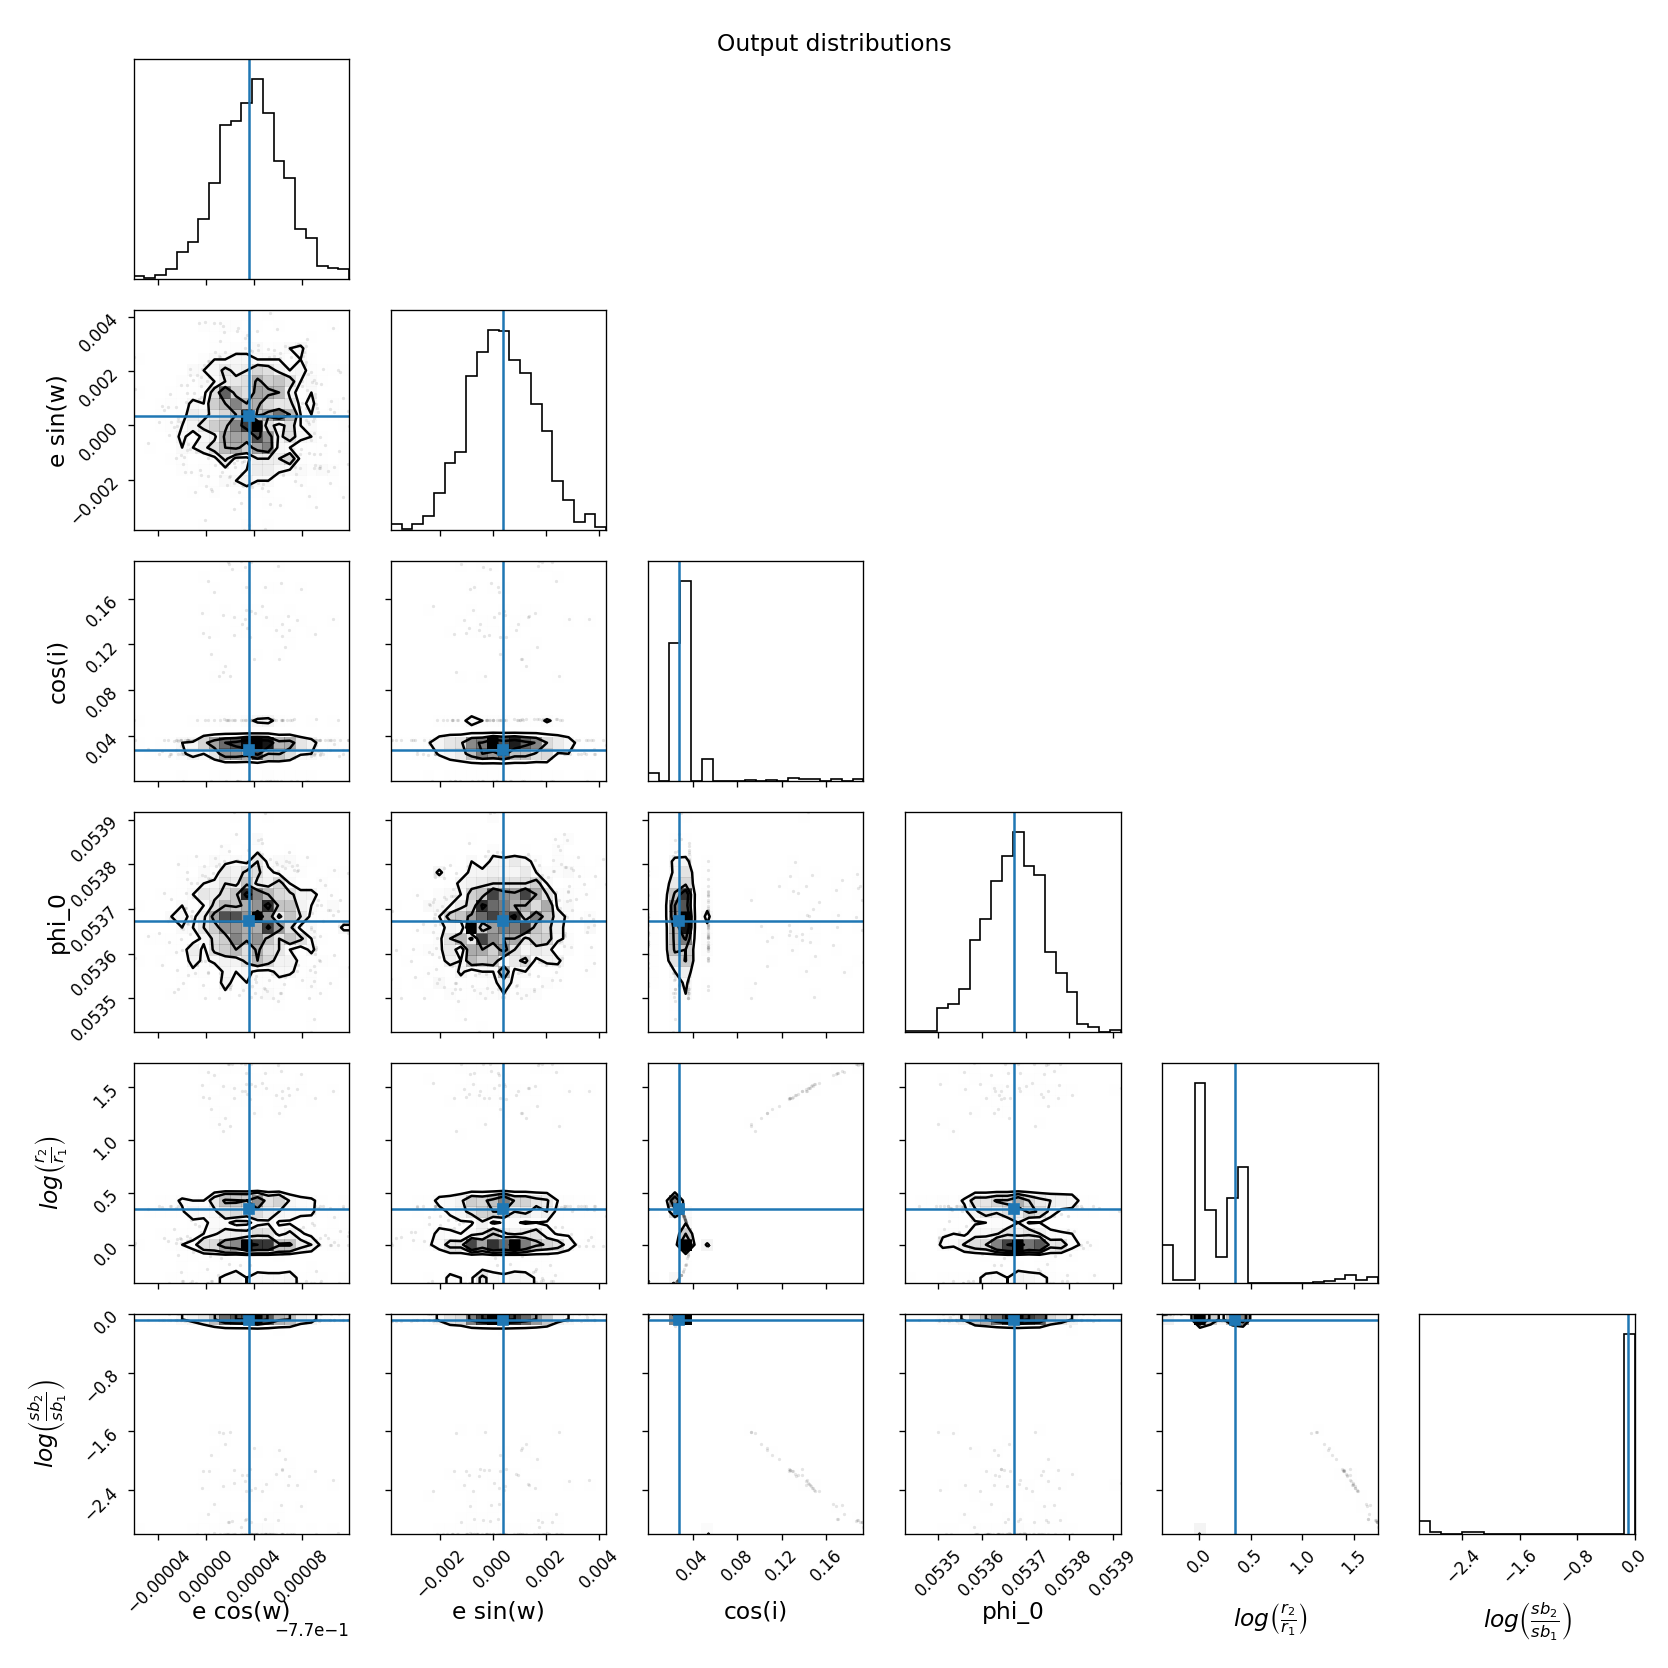 Output distributions
0.004
0.002
0.000
−0.002
e sin(w)
0.16
0.12
0.08
0.04
cos(i)
0.0539
0.0538
0.0537
0.0536
0.0535
phi_0
1.5
1.0
0.5
0.0
log(r2/r1)
0.0
−0.8
−1.6
−2.4
log(sb2/sb1)
−0.00004 0.00000 0.00004 0.00008
−0.002 0.000 0.002 0.004
0.04 0.08 0.12 0.16
0.0535 0.0536 0.0537 0.0538 0.0539
0.0 0.5 1.0 1.5
−2.4 −1.6 −0.8 0.0
e cos(w) e sin(w) cos(i) phi_0 log(r2/r1) log(sb2/sb1)
−7.7e−1